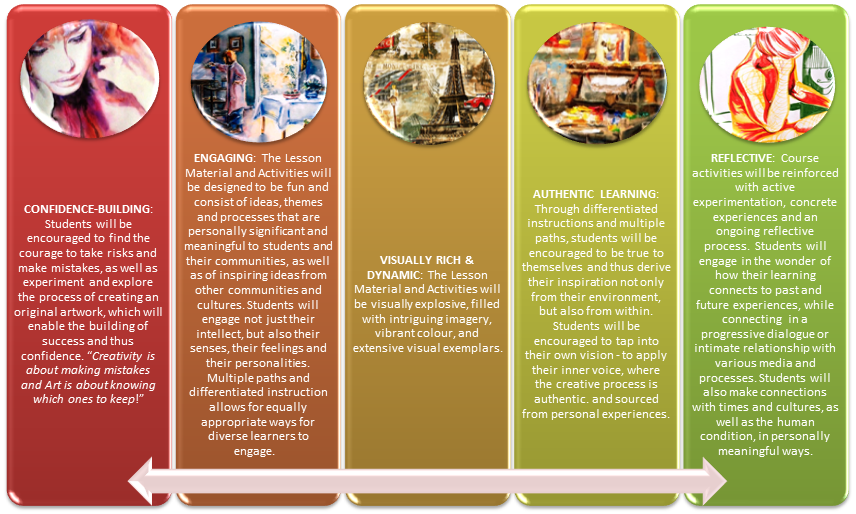 CONFIDENCE-BUILDING:
Students will be
encouraged to find the
courage to take risks and
make mistakes, as well as
experiment and explore
the process of creating an
original artwork, which will
enable the building of
success and thus
confidence. “Creativity is
about making mistakes
and Art is about knowing
which ones to keep!”
ENGAGING: The Lesson
Material and Activities will
be designed to be fun and
consist of ideas, themes
and processes that are
personally significant and
meaningful to students and
their communities, as well
as of inspiring ideas from
other communities and
cultures. Students will
engage not just their
intellect, but also their
senses, their feelings and
their personalities.
Multiple paths and
differentiated instruction
allows for equally
appropriate ways for
diverse learners to
engage.
VISUALLY RICH &
DYNAMIC: The Lesson
Material and Activities will
be visually explosive, filled
with intriguing imagery,
vibrant colour, and
extensive visual exemplars.
AUTHENTIC LEARNING:
Through differentiated
instructions and multiple
paths, students will be
encouraged to be true to
themselves and thus derive
their inspiration not only
from their environment,
but also from within.
Students will be
encouraged to tap into
their own vision - to apply
their inner voice, where
the creative process is
authentic. and sourced
from personal experiences.
REFLECTIVE: Course
activities will be reinforced
with active
experimentation, concrete
experiences and an
ongoing reflective
process. Students will
engage in the wonder of
how their learning
connects to past and
future experiences, while
connecting in a
progressive dialogue or
intimate relationship with
various media and
processes. Students will
also make connections
with times and cultures, as
well as the human
condition, in personally
meaningful ways.